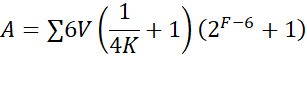 A = ∑6V (1/4K + 1) (2^{F−6} + 1)